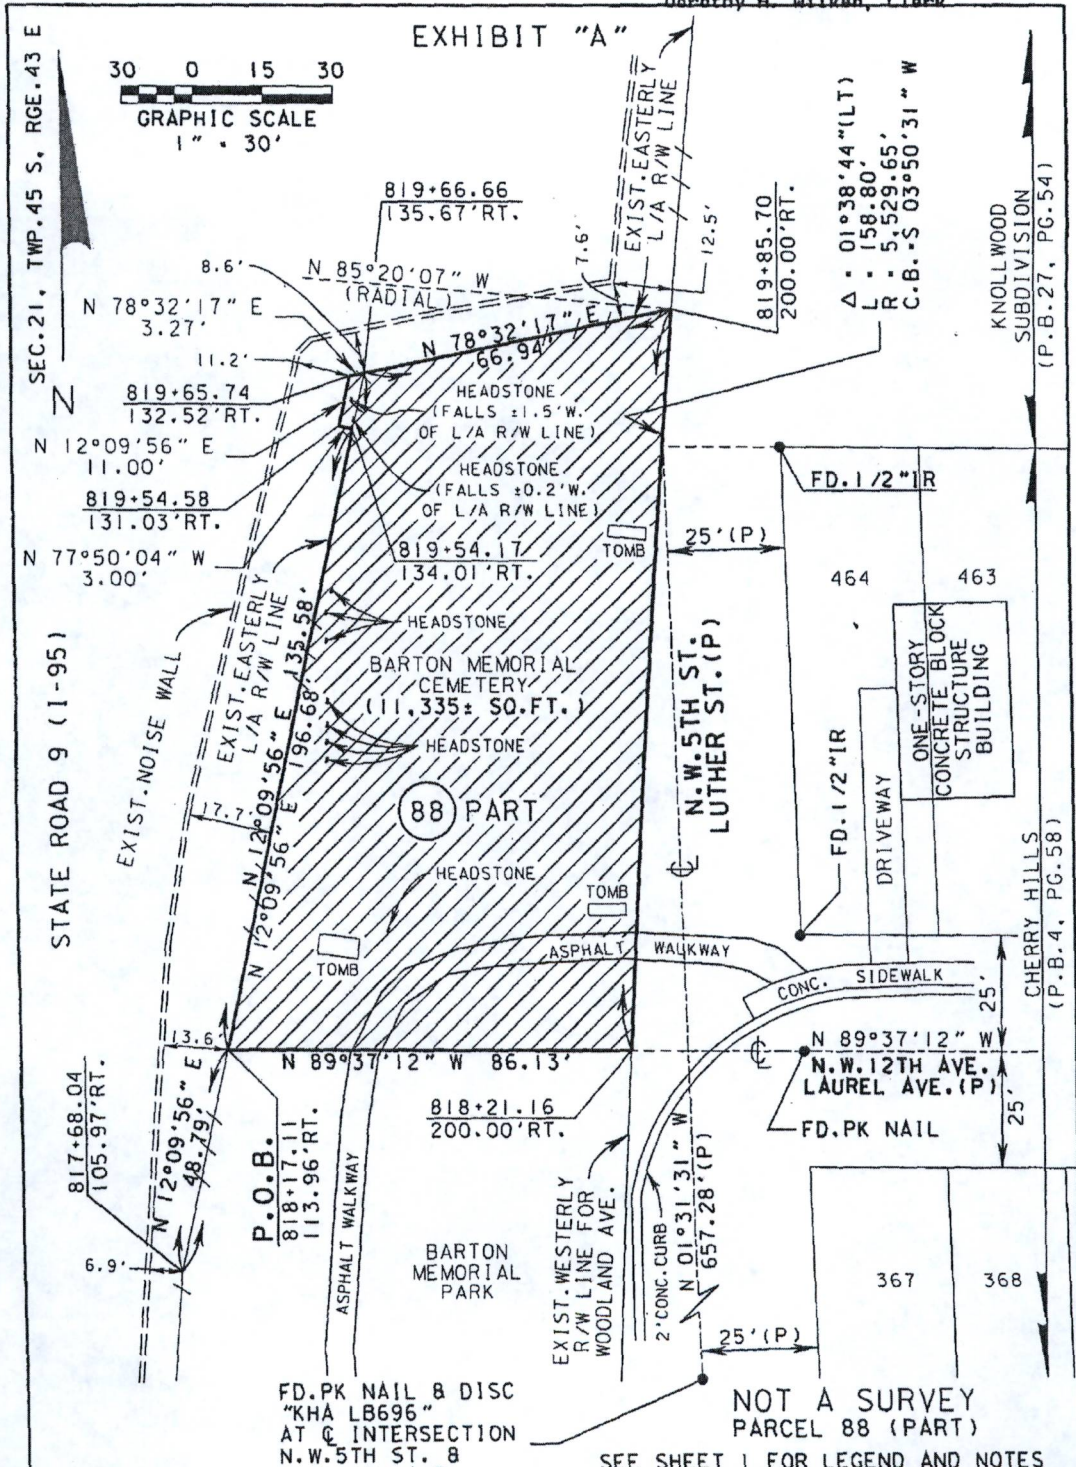 Dorothy H. Wilken, Clerk
EXHIBIT "A"
SEC.21, TWP.45 S, RGE.43 E
30 0 15 30
GRAPHIC SCALE
1" = 30'
N
819+66.66
135.67'RT.
EXIST.EASTERLY
L/A R/W LINE
7.6'
12.5'
819+85.70
200.00'RT.
Δ = 01°38'44"(LT)
L = 158.80'
R = 5,529.65'
C.B.=S 03°50'31" W
KNOLLWOOD
SUBDIVISION
(P.B.27, PG.54)
8.6'
N 85°20'07" W
(RADIAL)
N 78°32'17" E
3.27'
N 78°32'17" E
66.94'
11.2'
819+65.74
132.52'RT.
N 12°09'56" E
11.00'
819+54.58
131.03'RT.
N 77°50'04" W
3.00'
HEADSTONE
(FALLS ±1.5'W.
OF L/A R/W LINE)
HEADSTONE
(FALLS ±0.2'W.
OF L/A R/W LINE)
819+54.17
134.01'RT.
TOMB
FD.1/2"IR
25'(P)
464
463
ONE-STORY
CONCRETE BLOCK
STRUCTURE
BUILDING
DRIVEWAY
FD.1/2"IR
N.W.5TH ST.
LUTHER ST.(P)
HEADSTONE
BARTON MEMORIAL
CEMETERY
(11,335± SQ.FT.)
HEADSTONE
88 PART
HEADSTONE
TOMB
TOMB
STATE ROAD 9 (I-95)
EXIST.NOISE WALL
EXIST.EASTERLY
L/A R/W LINE
17.7'
N 12°09'56" E 135.58'
N 12°09'56" E 196.68'
ASPHALT WALKWAY
CONC. SIDEWALK
25'
CHERRY HILLS
(P.B.4, PG.58)
13.6'
N 89°37'12" W 86.13'
N 89°37'12" W
N.W.12TH AVE.
LAUREL AVE.(P)
25'
FD.PK NAIL
818+21.16
200.00'RT.
817+68.04
105.97'RT.
N 12°09'56" E
48.79'
6.9'
P.O.B.
818+17.11
113.96'RT.
ASPHALT WALKWAY
BARTON
MEMORIAL
PARK
EXIST.WESTERLY
R/W LINE FOR
WOODLAND AVE.
2'CONC.CURB
N 01°31'31" W
657.28'(P)
367
368
25'(P)
FD.PK NAIL & DISC
"KHA LB696"
AT ℄ INTERSECTION
N.W.5TH ST. &
NOT A SURVEY
PARCEL 88 (PART)
SEE SHEET 1 FOR LEGEND AND NOTES